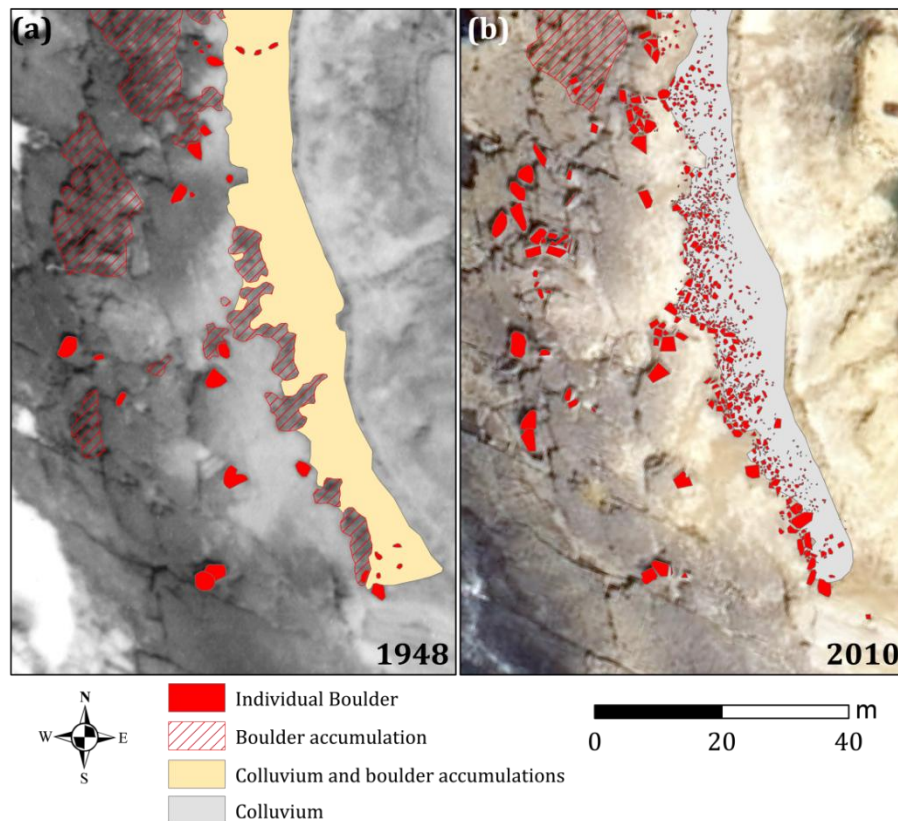 (a)
(b)
1948
2010
N
W E
S
Individual Boulder
Boulder accumulation
Colluvium and boulder accumulations
Colluvium
m
0 20 40